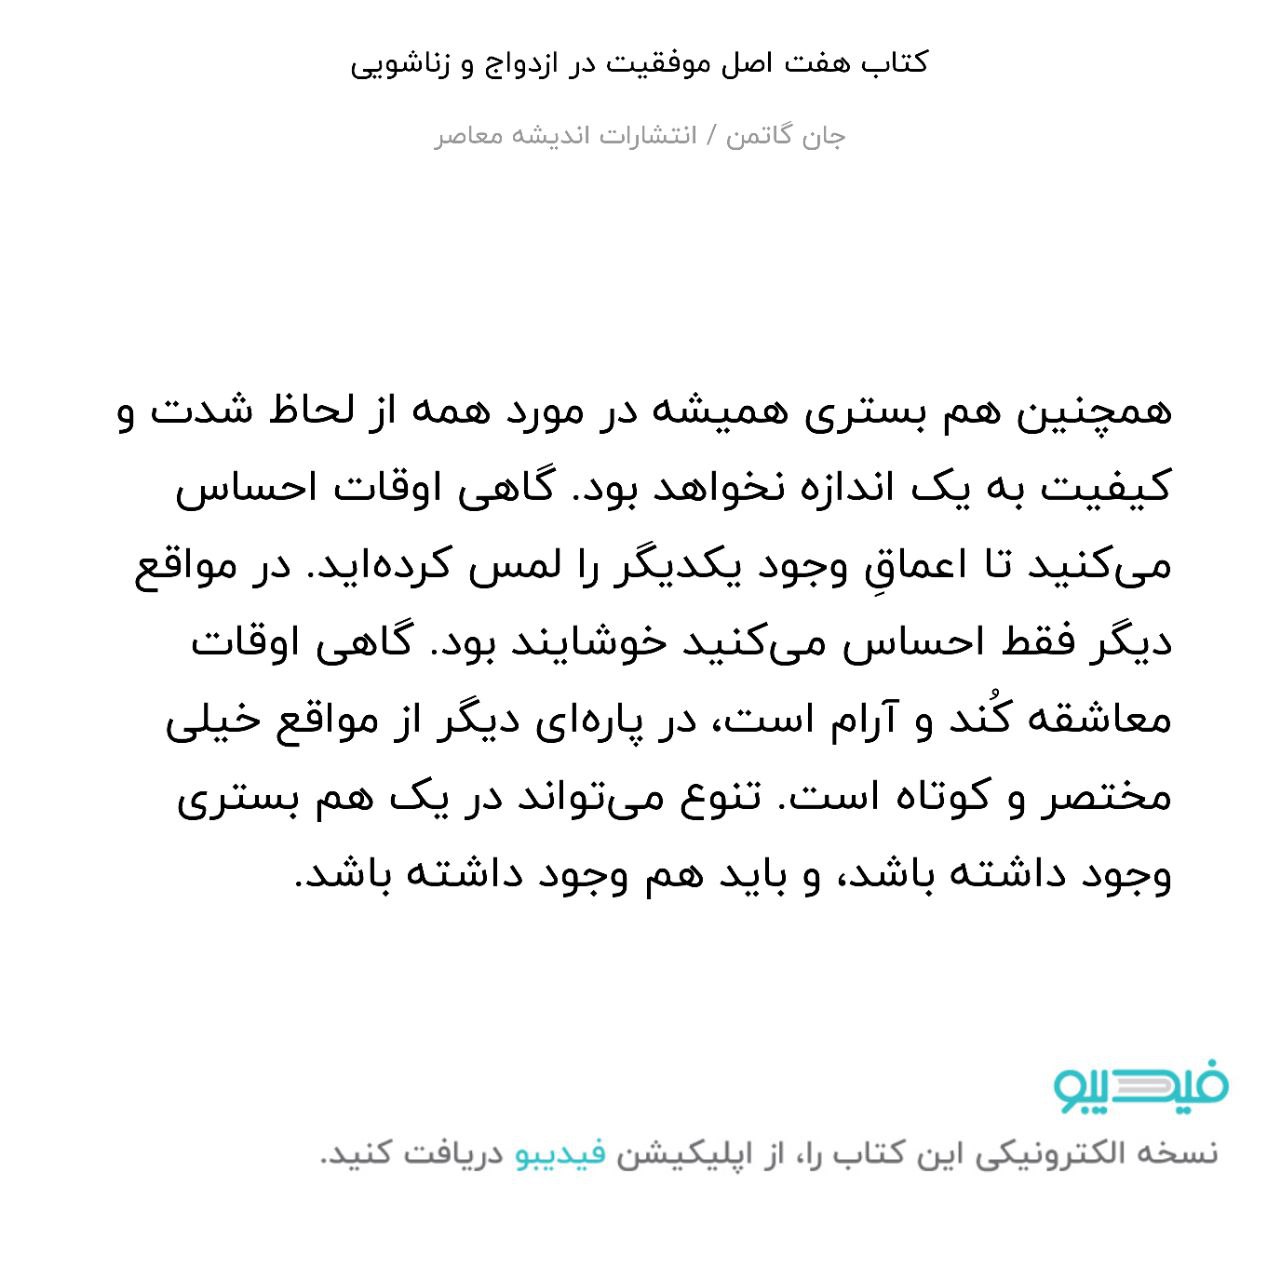 کتاب هفت اصل موفقیت در ازدواج و زناشویی
جان گاتمن / انتشارات اندیشه معاصر
همچنین هم بستری همیشه در مورد همه از لحاظ شدت و
کیفیت به یک اندازه نخواهد بود. گاهی اوقات احساس
می‌کنید تا اعماقِ وجود یکدیگر را لمس کرده‌اید. در مواقع
دیگر فقط احساس می‌کنید خوشایند بود. گاهی اوقات
معاشقه کُند و آرام است، در پاره‌ای دیگر از مواقع خیلی
مختصر و کوتاه است. تنوع می‌تواند در یک هم بستری
وجود داشته باشد، و باید هم وجود داشته باشد.
فیدیبو
نسخه الکترونیکی این کتاب را، از اپلیکیشن فیدیبو دریافت کنید.